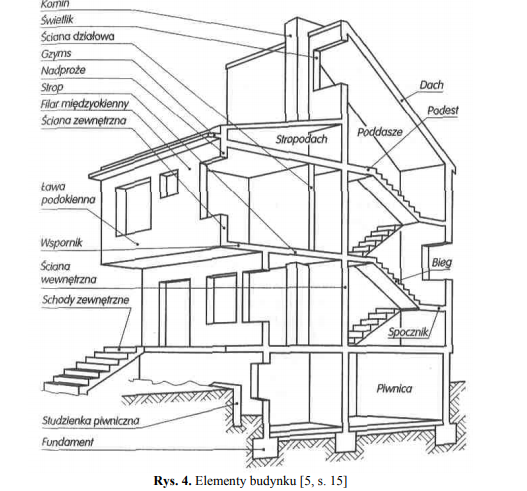 Komin
Świetlik
Ściana działowa
Gzyms
Nadproże
Strop
Filar międzyokienny
Ściana zewnętrzna
Dach
Podest
Stropodach
Poddasze
Ława
podokienna
Wspornik
Ściana
wewnętrzna
Bieg
Schody zewnętrzne
Spocznik
Piwnica
Studzienka piwniczna
Fundament
Rys. 4. Elementy budynku [5, s. 15]